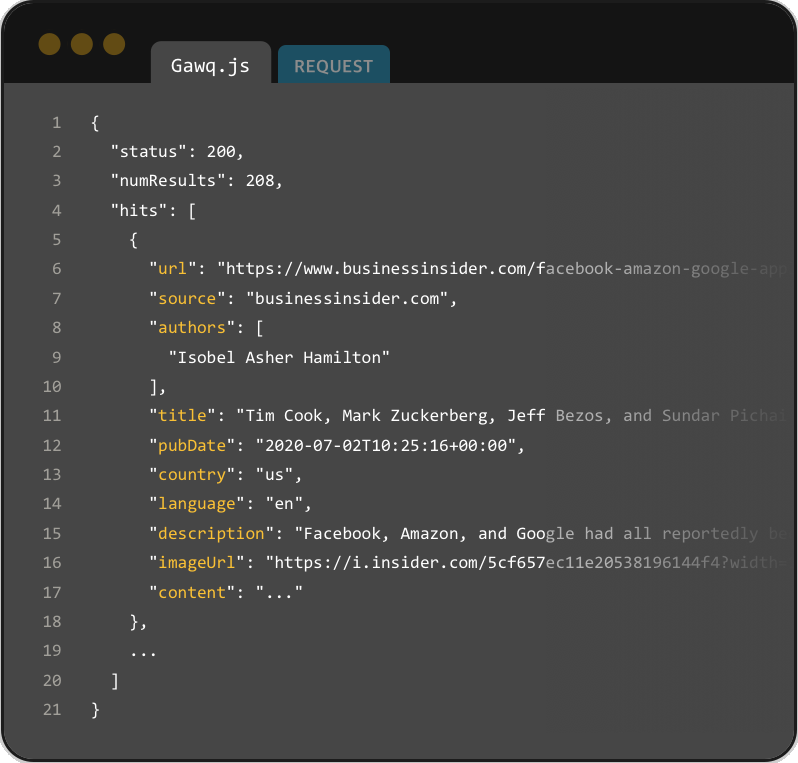 Gawq.js REQUEST
1 {
2 "status": 200,
3 "numResults": 208,
4 "hits": [
5 {
6 "url": "https://www.businessinsider.com/facebook-amazon-google-app
7 "source": "businessinsider.com",
8 "authors": [
9 "Isobel Asher Hamilton"
10 ],
11 "title": "Tim Cook, Mark Zuckerberg, Jeff Bezos, and Sundar Pichai
12 "pubDate": "2020-07-02T10:25:16+00:00",
13 "country": "us",
14 "language": "en",
15 "description": "Facebook, Amazon, and Google had all reportedly be
16 "imageUrl": "https://i.insider.com/5cf657ec11e20538196144f4?width=
17 "content": "..."
18 },
19 ...
20 ]
21 }